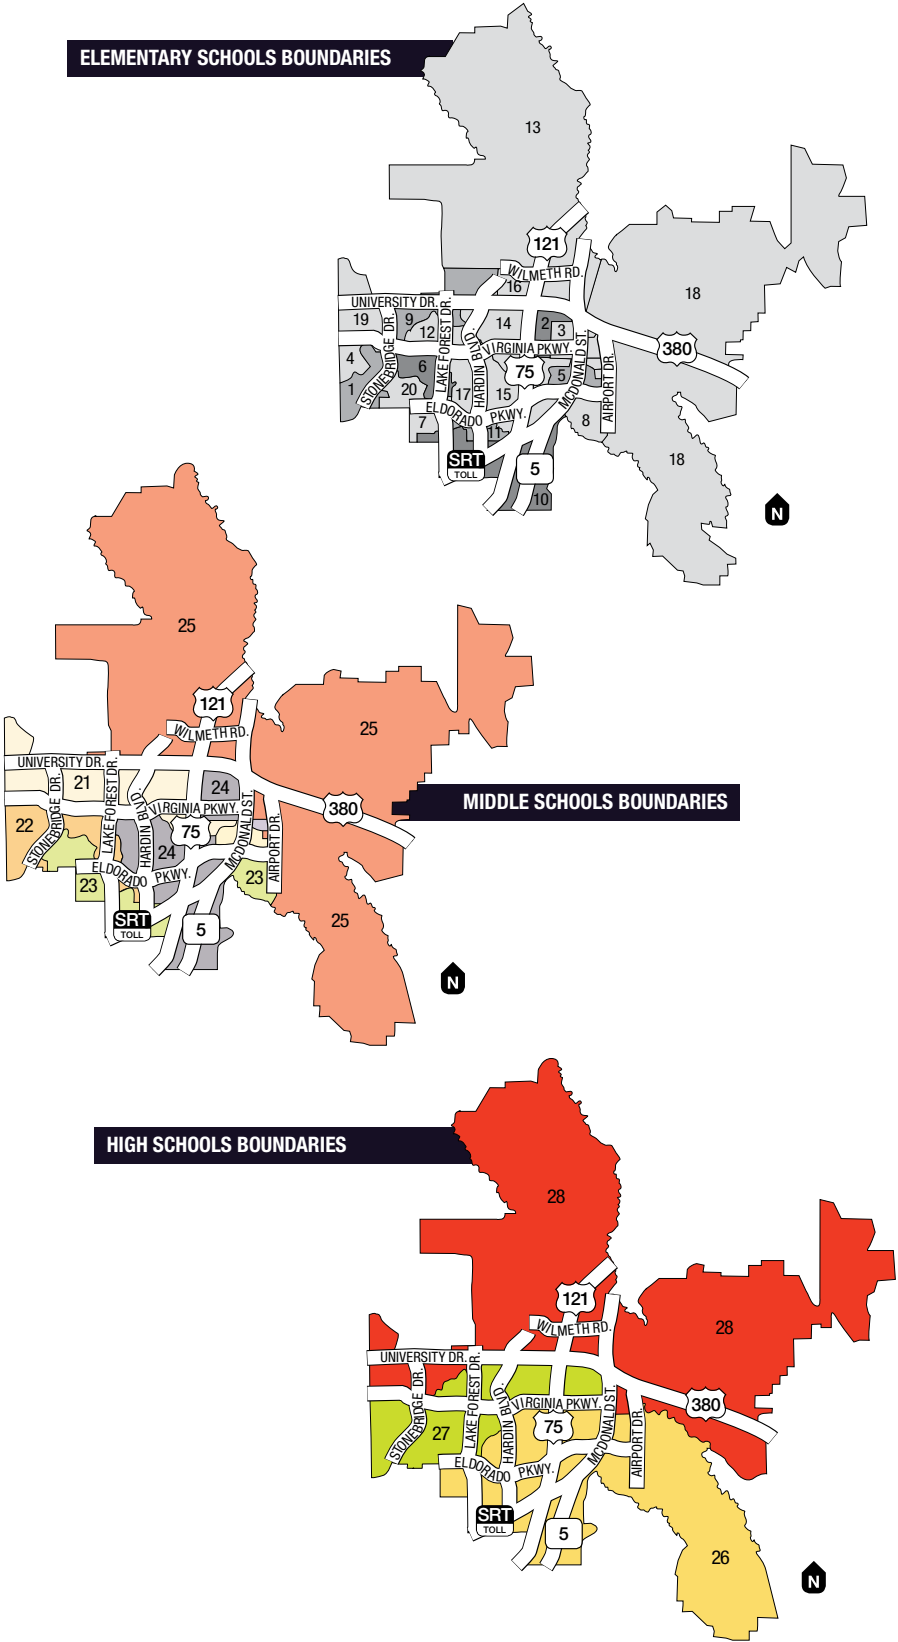 ELEMENTARY SCHOOLS BOUNDARIES
13
121
WILMETH RD.
16
18
UNIVERSITY DR.
19
9
12
14
2
3
380
STONEBRIDGE DR.
LAKE FOREST DR.
HARDIN BLVD.
VIRGINIA PKWY.
MCDONALD ST.
AIRPORT DR.
4
6
75
5
1
20
17
15
ELDORADO PKWY.
7
11
8
18
SRT
TOLL
5
10
N
25
121
WILMETH RD.
25
UNIVERSITY DR.
21
24
MIDDLE SCHOOLS BOUNDARIES
380
STONEBRIDGE DR.
LAKE FOREST DR.
HARDIN BLVD.
VIRGINIA PKWY.
MCDONALD ST.
AIRPORT DR.
22
75
24
ELDORADO PKWY.
23
23
25
SRT
TOLL
5
N
HIGH SCHOOLS BOUNDARIES
28
121
WILMETH RD.
28
UNIVERSITY DR.
380
STONEBRIDGE DR.
LAKE FOREST DR.
HARDIN BLVD.
VIRGINIA PKWY.
MCDONALD ST.
AIRPORT DR.
27
75
ELDORADO PKWY.
SRT
TOLL
5
26
N